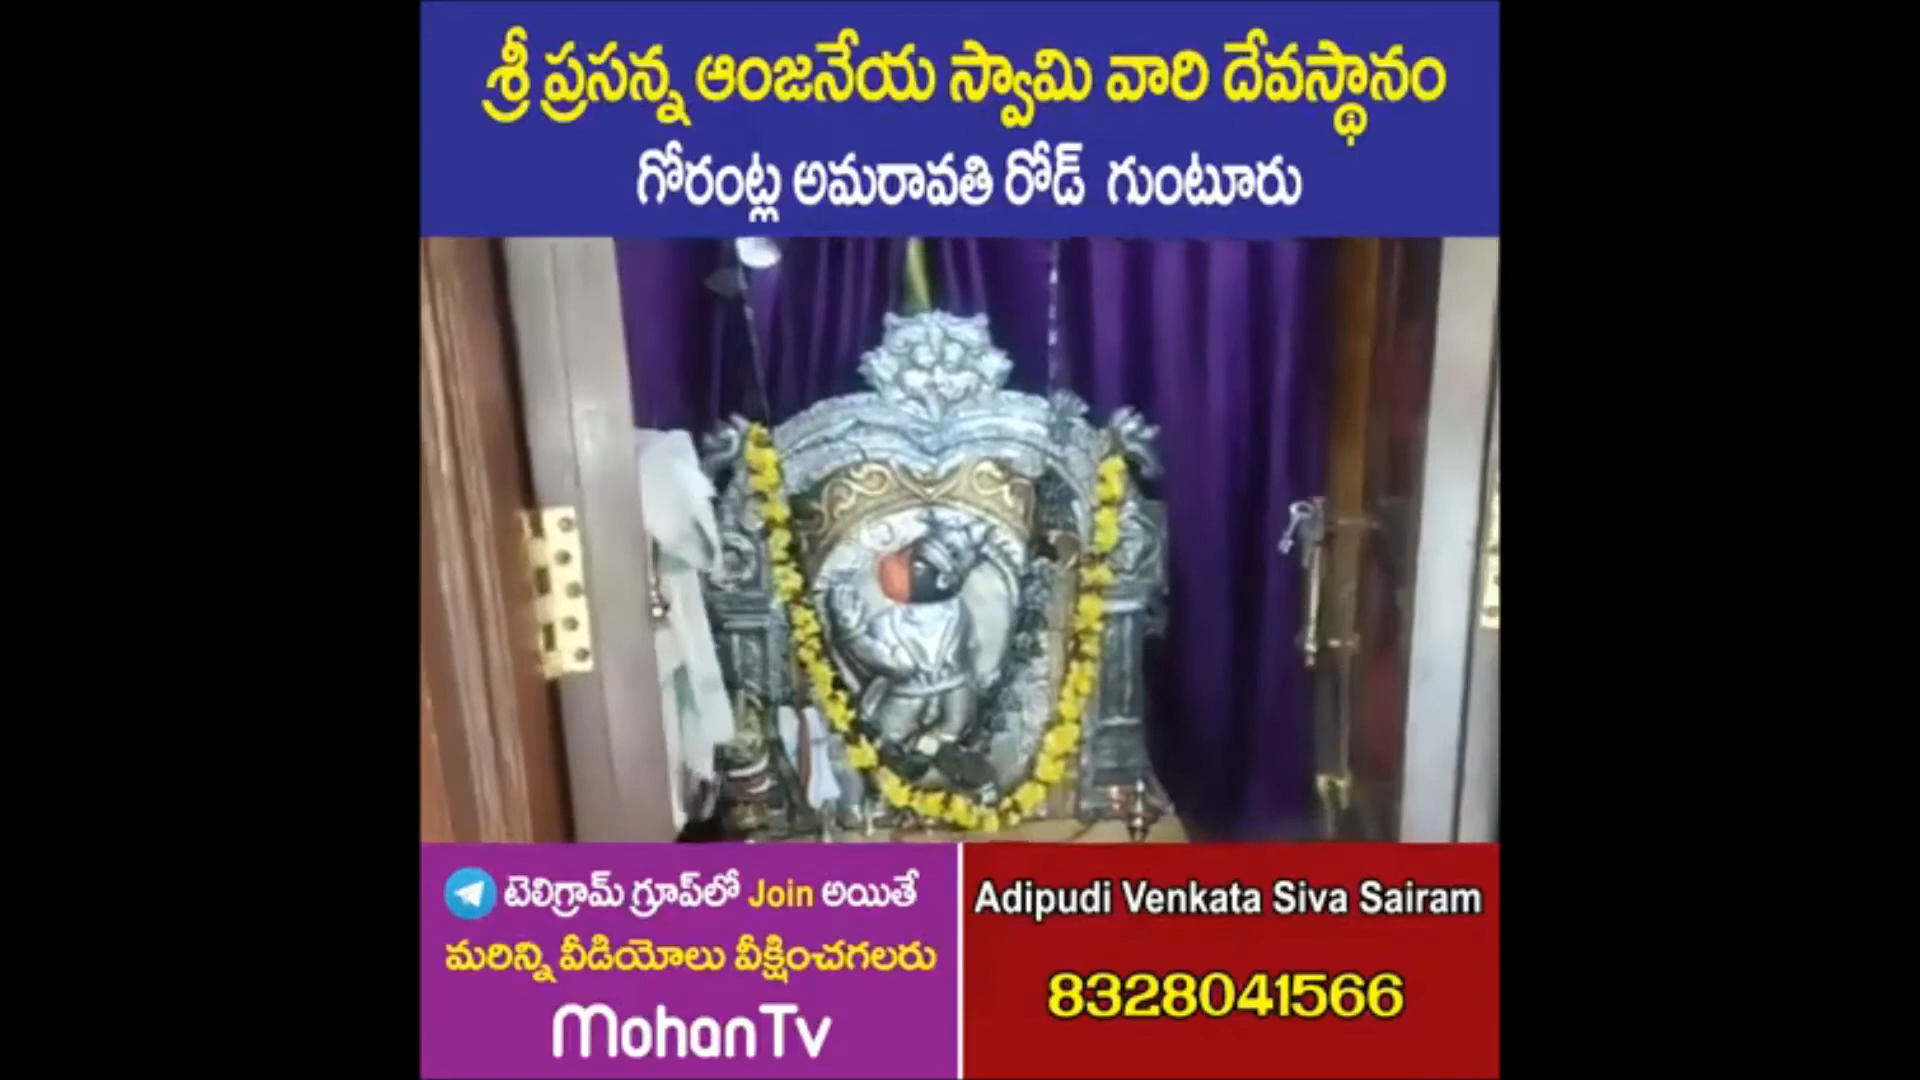 శ్రీ ప్రసన్న ఆంజనేయ స్వామి వారి దేవస్థానం
గోరంట్ల అమరావతి రోడ్ గుంటూరు
టెలిగ్రామ్ గ్రూప్‌లో Join అయితే
మరిన్ని వీడియోలు వీక్షించగలరు
MohanTv
Adipudi Venkata Siva Sairam
8328041566